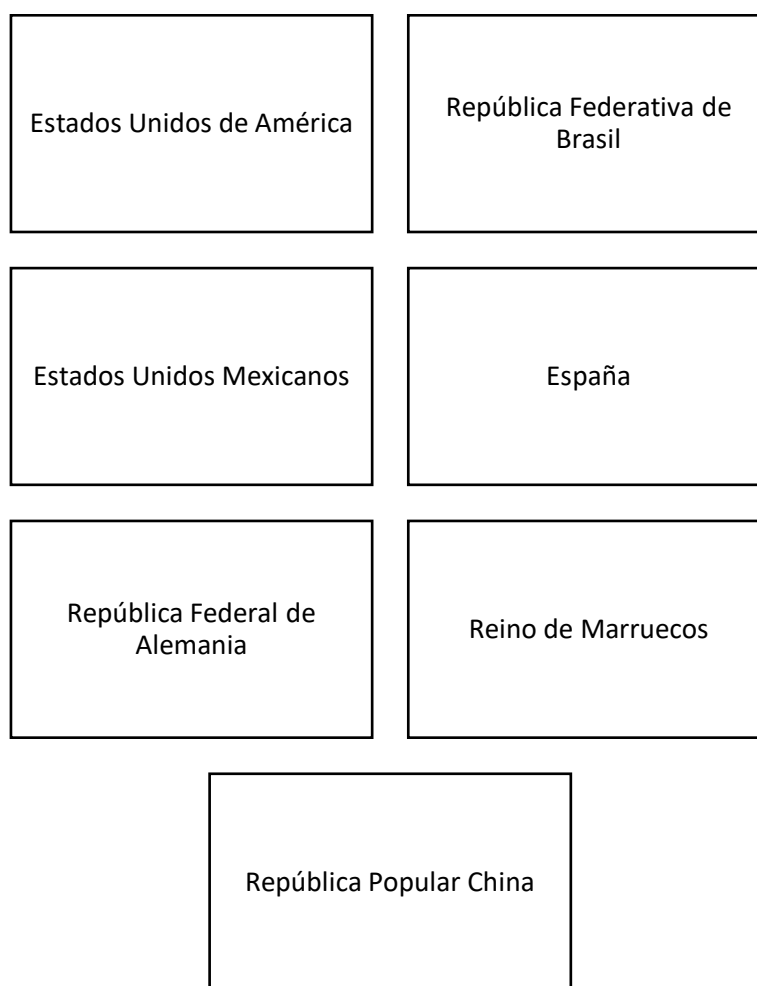 Estados Unidos de América
República Federativa de
Brasil
Estados Unidos Mexicanos
España
República Federal de
Alemania
Reino de Marruecos
República Popular China